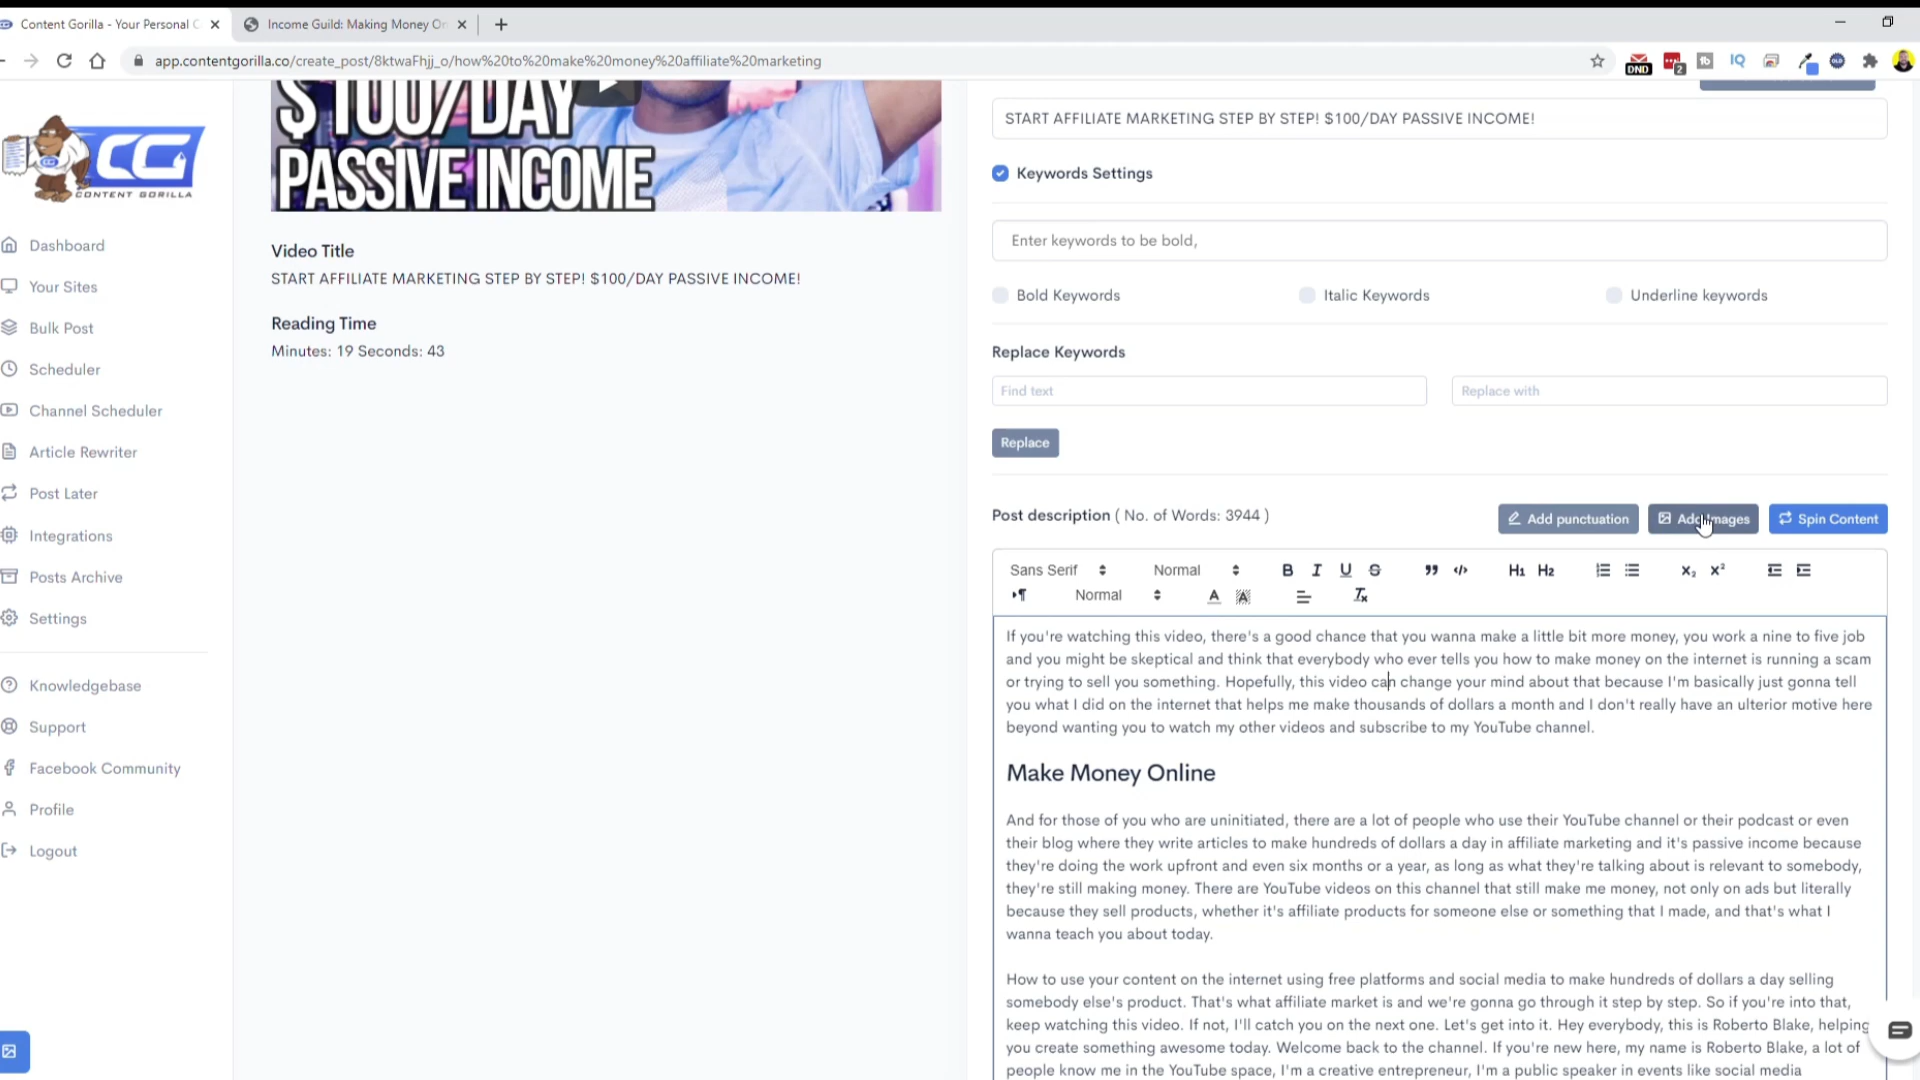 Content Gorilla - Your Personal C
Income Guild: Making Money On
app.contentgorilla.co/create_post/8ktwaFhjj_o/how%20to%20make%20money%20affiliate%20marketing
DND
2
IQ
CG
CONTENT GORILLA
Dashboard
Your Sites
Bulk Post
Scheduler
Channel Scheduler
Article Rewriter
Post Later
Integrations
Posts Archive
Settings
Knowledgebase
Support
Facebook Community
Profile
Logout
$100/DAY
PASSIVE INCOME
Video Title
START AFFILIATE MARKETING STEP BY STEP! $100/DAY PASSIVE INCOME!
Reading Time
Minutes: 19 Seconds: 43
START AFFILIATE MARKETING STEP BY STEP! $100/DAY PASSIVE INCOME!
Keywords Settings
Enter keywords to be bold,
Bold Keywords
Italic Keywords
Underline keywords
Replace Keywords
Find text
Replace with
Replace
Post description ( No. of Words: 3944 )
Add punctuation
Add Images
Spin Content
Sans Serif
Normal
B I U S
H1 H2
X2 X2
Normal
If you're watching this video, there's a good chance that you wanna make a little bit more money, you work a nine to five job
and you might be skeptical and think that everybody who ever tells you how to make money on the internet is running a scam
or trying to sell you something. Hopefully, this video can change your mind about that because I'm basically just gonna tell
you what I did on the internet that helps me make thousands of dollars a month and I don't really have an ulterior motive here
beyond wanting you to watch my other videos and subscribe to my YouTube channel.
Make Money Online
And for those of you who are uninitiated, there are a lot of people who use their YouTube channel or their podcast or even
their blog where they write articles to make hundreds of dollars a day in affiliate marketing and it's passive income because
they're doing the work upfront and even six months or a year, as long as what they're talking about is relevant to somebody,
they're still making money. There are YouTube videos on this channel that still make me money, not only on ads but literally
because they sell products, whether it's affiliate products for someone else or something that I made, and that's what I
wanna teach you about today.
How to use your content on the internet using free platforms and social media to make hundreds of dollars a day selling
somebody else's product. That's what affiliate market is and we're gonna go through it step by step. So if you're into that,
keep watching this video. If not, I'll catch you on the next one. Let's get into it. Hey everybody, this is Roberto Blake, helping
you create something awesome today. Welcome back to the channel. If you're new here, my name is Roberto Blake, a lot of
people know me in the YouTube space, I'm a creative entrepreneur, I'm a public speaker in events like social media